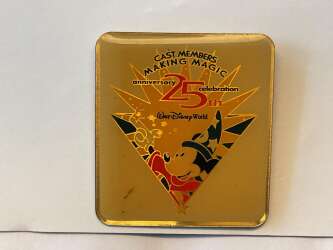 CAST MEMBERS
MAKING MAGIC
anniversary 25TH celebration
Walt Disney World